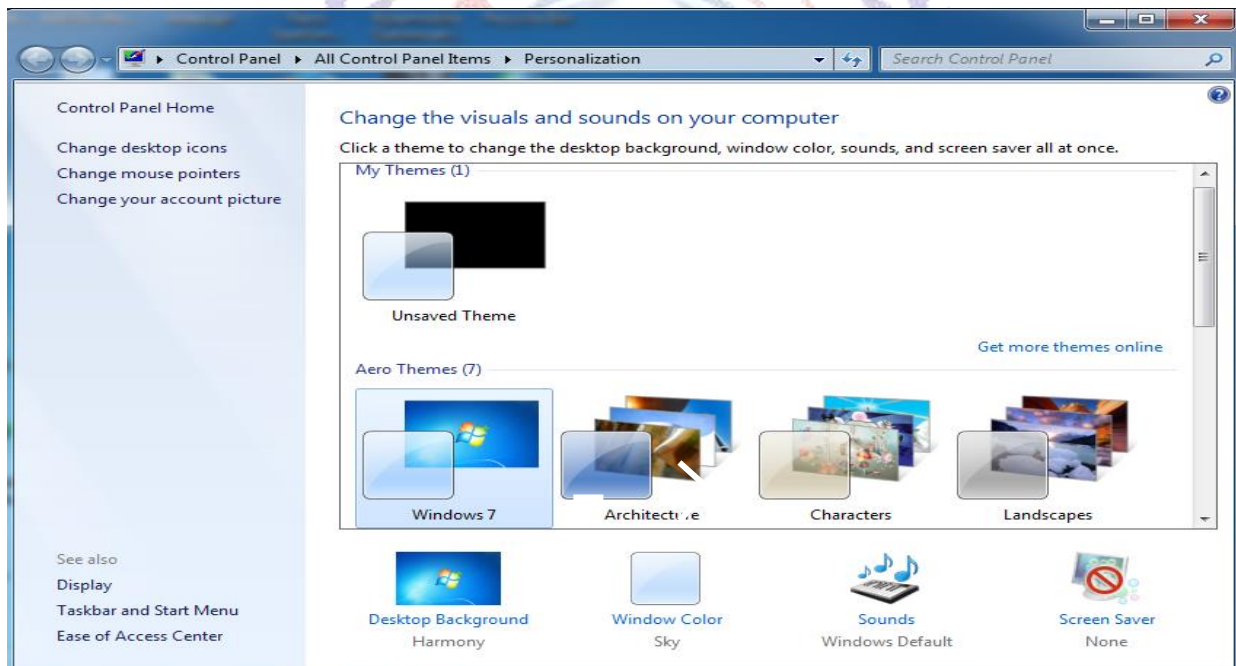 Control Panel ▸ All Control Panel Items ▸ Personalization
Search Control Panel
Control Panel Home
Change desktop icons
Change mouse pointers
Change your account picture
See also
Display
Taskbar and Start Menu
Ease of Access Center
Change the visuals and sounds on your computer
Click a theme to change the desktop background, window color, sounds, and screen saver all at once.
My Themes (1)
Unsaved Theme
Get more themes online
Aero Themes (7)
Windows 7 Characters Landscapes
Desktop Background Window Color Sounds Screen Saver
Harmony Sky Windows Default None